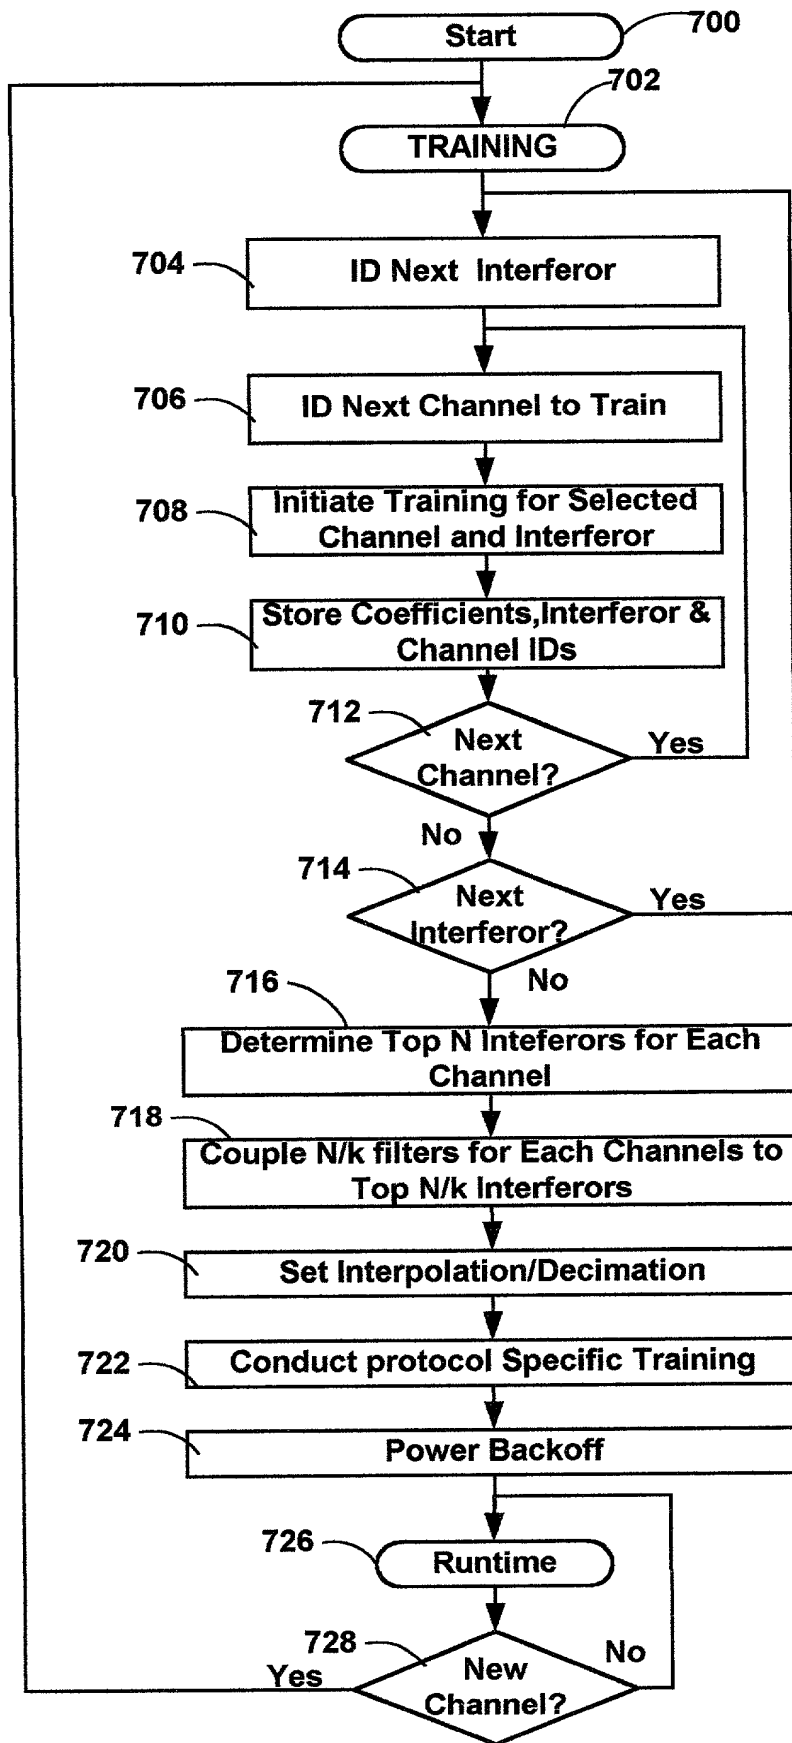 Start
700
702
TRAINING
704
ID Next Interferor
706
ID Next Channel to Train
708
Initiate Training for Selected
Channel and Interferor
710
Store Coefficients,Interferor &
Channel IDs
712
Next
Channel?
Yes
No
714
Next
Interferor?
Yes
No
716
Determine Top N Inteferors for Each
Channel
718
Couple N/k filters for Each Channels to
Top N/k Interferors
720
Set Interpolation/Decimation
722
Conduct protocol Specific Training
724
Power Backoff
726
Runtime
728
New
Channel?
Yes
No